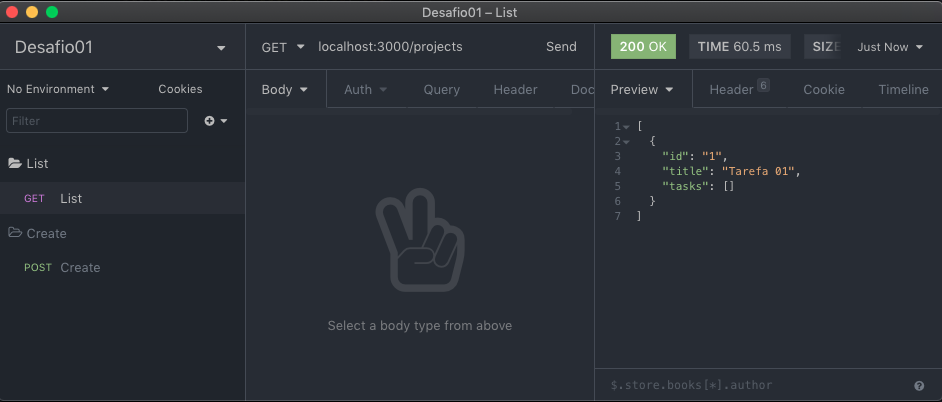 Desafio01 – List
Desafio01
GET localhost:3000/projects Send
200 OK TIME 60.5 ms SIZE Just Now
No Environment Cookies
Body Auth Query Header Doc
Preview Header 6 Cookie Timeline
Filter
List
GET List
Create
POST Create
Select a body type from above
1 [
2 {
3 "id": "1",
4 "title": "Tarefa 01",
5 "tasks": []
6 }
7 ]
$.store.books[*].author ?